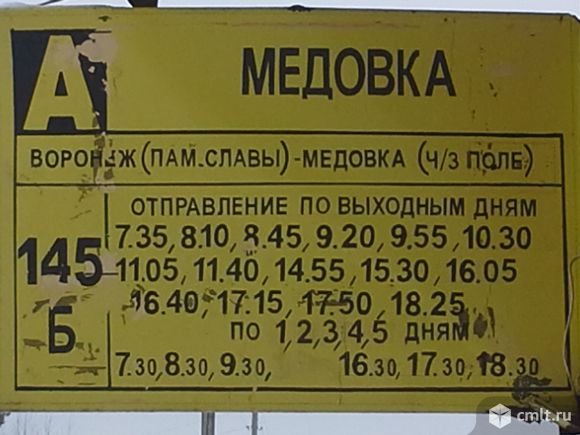 А
МЕДОВКА
ВОРОНЕЖ (ПАМ.СЛАВЫ)-МЕДОВКА (Ч/З ПОЛЕ)
145
Б
ОТПРАВЛЕНИЕ ПО ВЫХОДНЫМ ДНЯМ
7.35, 8.10, 8.45, 9.20, 9.55, 10.30
11.05, 11.40, 14.55, 15.30, 16.05
16.40, 17.15, 17.50, 18.25
ПО 1,2,3,4,5 ДНЯМ
7.30, 8.30, 9.30, 16.30, 17.30, 18.30
cmlt.ru